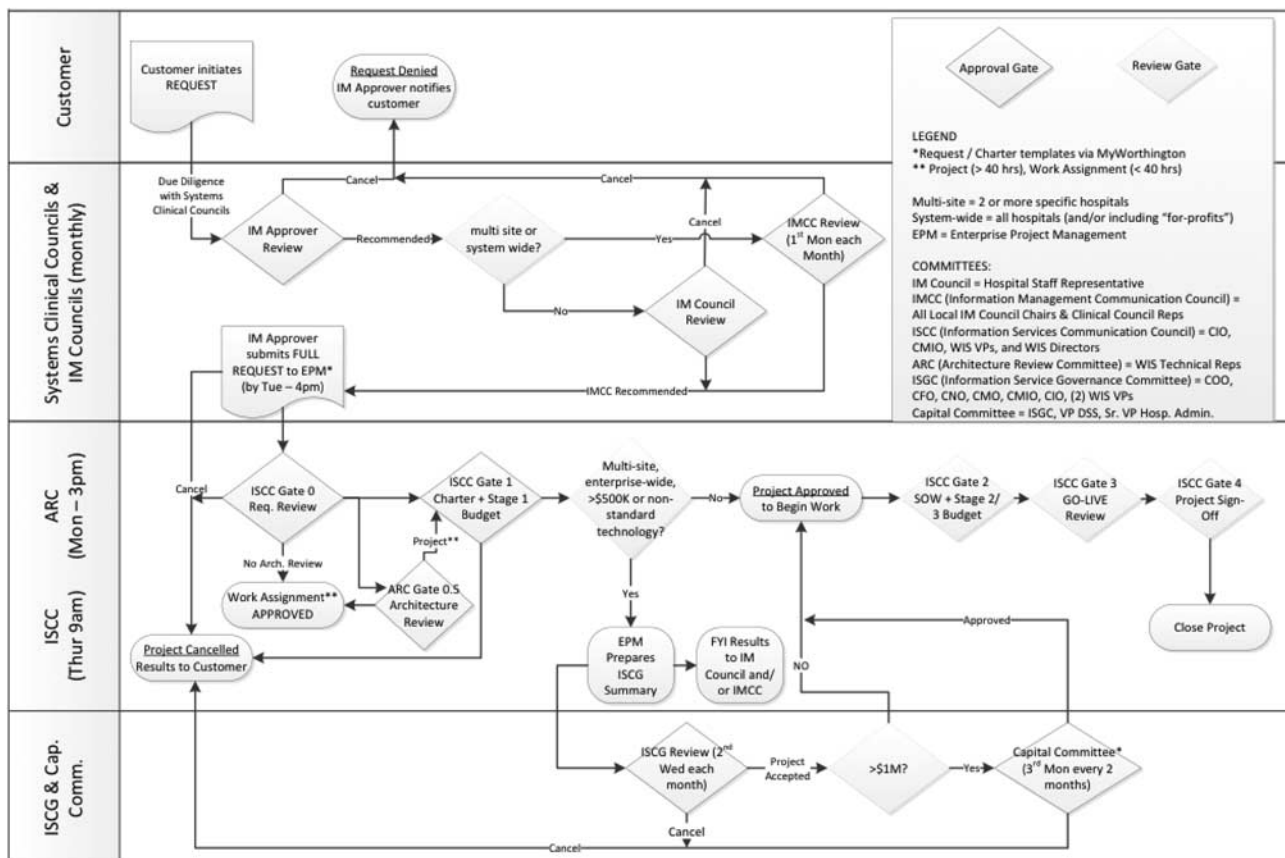 Customer
Customer initiates
REQUEST
Request Denied
IM Approver notifies
customer
Approval Gate
Review Gate
LEGEND
*Request / Charter templates via MyWorthington
** Project (> 40 hrs), Work Assignment (< 40 hrs)
Multi-site = 2 or more specific hospitals
System-wide = all hospitals (and/or including “for-profits”)
EPM = Enterprise Project Management
COMMITTEES:
IM Council = Hospital Staff Representative
IMCC (Information Management Communication Council) =
All Local IM Council Chairs & Clinical Council Reps
ISCC (Information Services Communication Council) = CIO,
CMIO, WIS VPs, and WIS Directors
ARC (Architecture Review Committee) = WIS Technical Reps
ISGC (Information Service Governance Committee) = COO,
CFO, CNO, CMO, CMIO, CIO, (2) WIS VPs
Capital Committee = ISGC, VP DSS, Sr. VP Hosp. Admin.
Systems Clinical Councils &
IM Councils (monthly)
Due Diligence
with Systems
Clinical Councils
Cancel
Cancel
Cancel
IM Approver
Review
Recommended
multi site or
system wide?
Yes
IMCC Review
(1st Mon each
Month)
No
IM Council
Review
IM Approver
submits FULL
REQUEST to EPM*
(by Tue – 4pm)
IMCC Recommended
ARC
(Mon – 3pm)
ISCC
(Thur 9am)
Cancel
ISCC Gate 0
Req. Review
ISCC Gate 1
Charter + Stage 1
Budget
Multi-site,
enterprise-wide,
>$500K or non-
standard
technology?
No
Project Approved
to Begin Work
ISCC Gate 2
SOW + Stage 2/
3 Budget
ISCC Gate 3
GO-LIVE
Review
ISCC Gate 4
Project Sign-
Off
Project**
No Arch. Review
ARC Gate 0.5
Architecture
Review
Work Assignment**
APPROVED
Yes
Project Cancelled
Results to Customer
EPM
Prepares
ISCG
Summary
FYI Results
to IM
Council and/
or IMCC
NO
Approved
Close Project
ISCG & Cap.
Comm.
ISCG Review (2nd
Wed each
month)
Project
Accepted
>$1M?
Yes
Capital Committee*
(3rd Mon every 2
months)
Cancel
Cancel